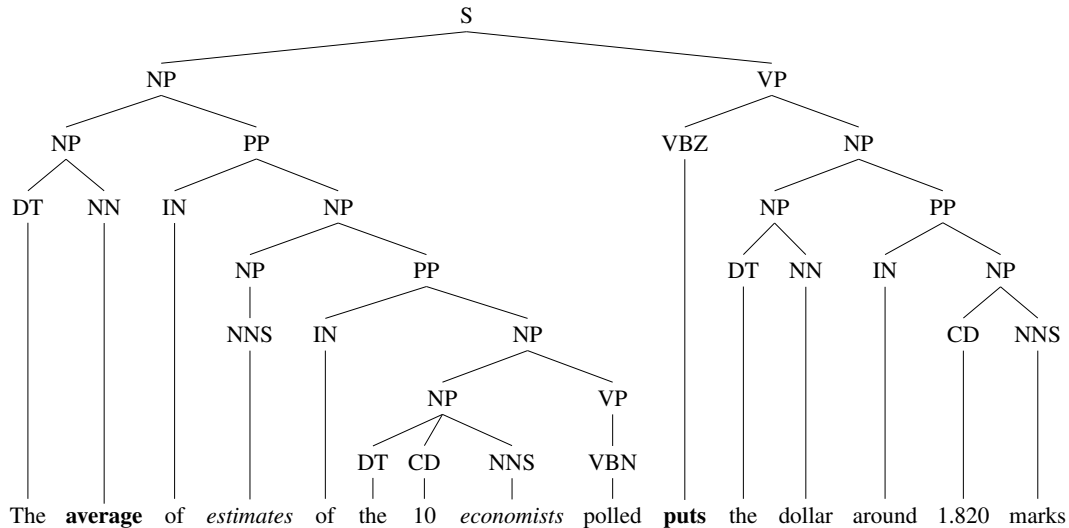 S
NP VP
NP PP VBZ NP
DT NN IN NP NP PP
NP PP DT NN IN NP
NNS IN NP CD NNS
NP VP
DT CD NNS VBN
The average of estimates of the 10 economists polled puts the dollar around 1.820 marks